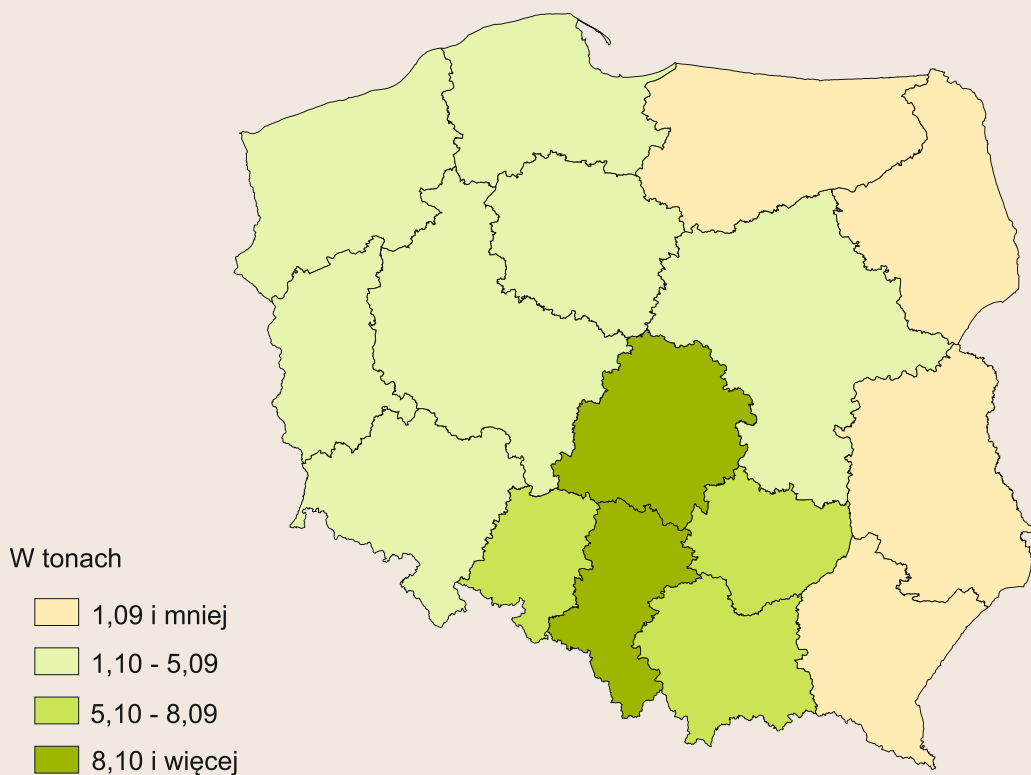 W tonach
1,09 i mniej
1,10 - 5,09
5,10 - 8,09
8,10 i więcej